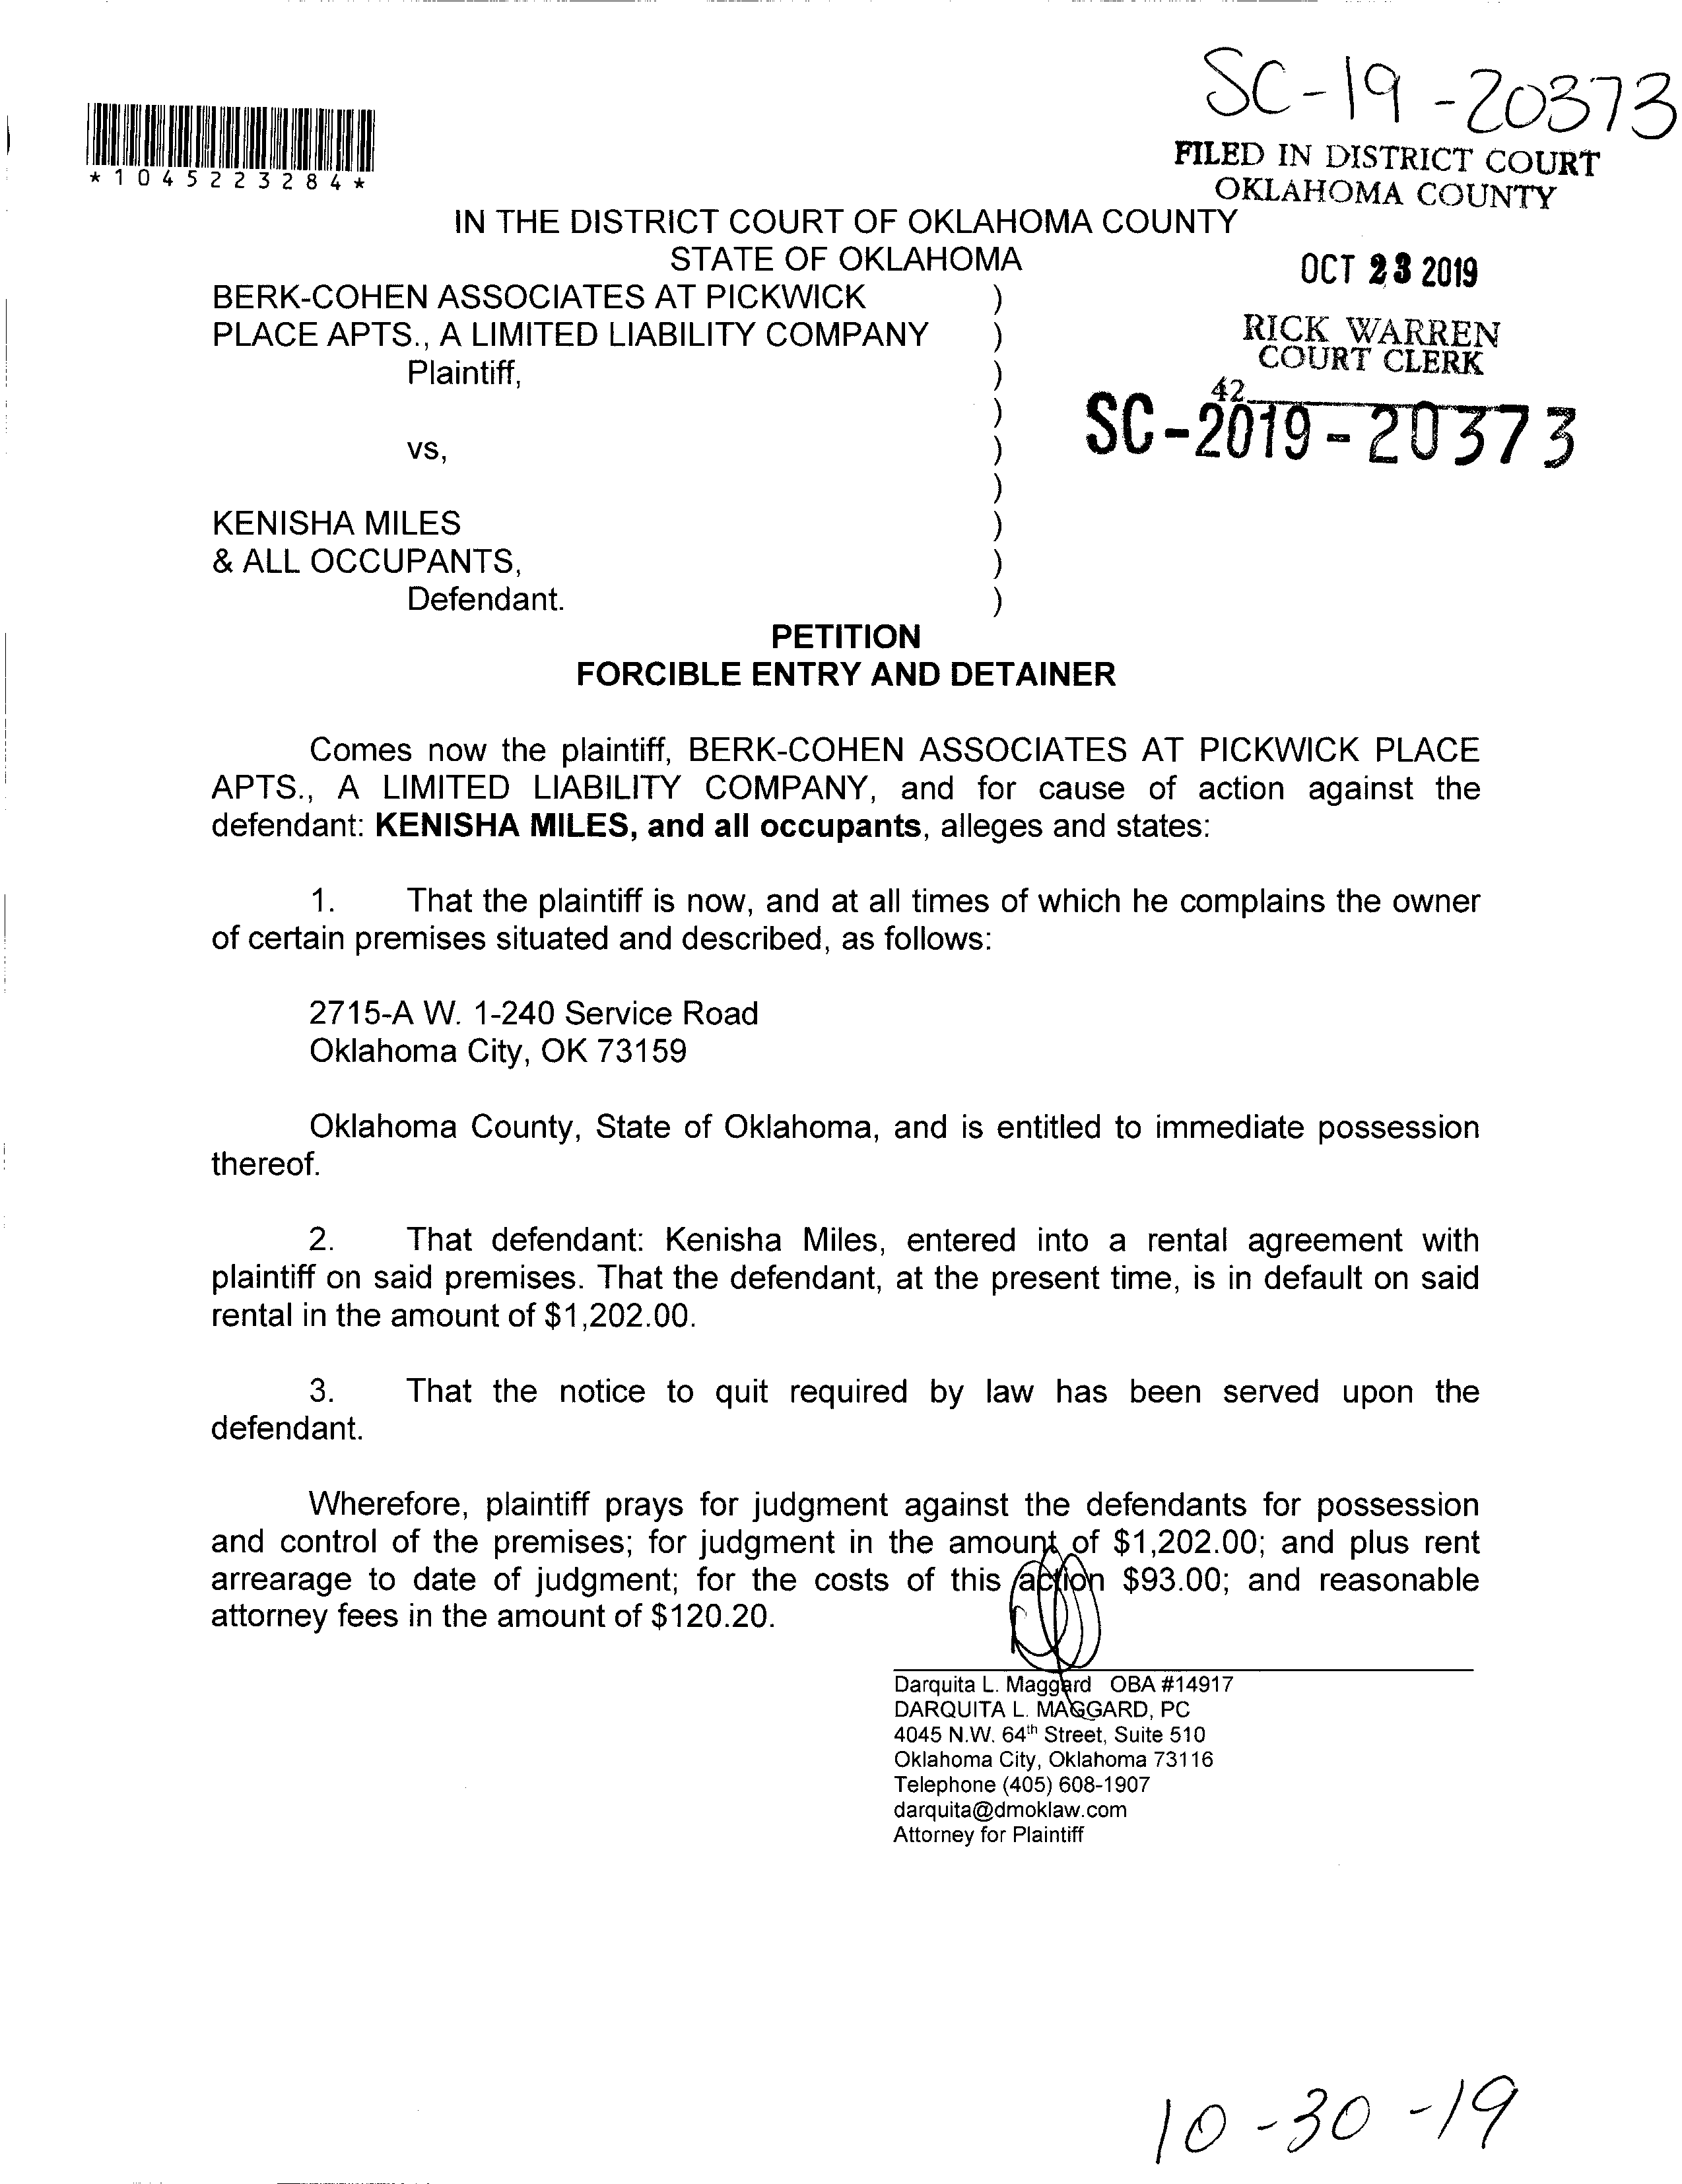 SC-19-20373
*1045223284*
FILED IN DISTRICT COURT
OKLAHOMA COUNTY
IN THE DISTRICT COURT OF OKLAHOMA COUNTY
STATE OF OKLAHOMA
OCT 23 2019
BERK-COHEN ASSOCIATES AT PICKWICK )
PLACE APTS., A LIMITED LIABILITY COMPANY )
RICK WARREN
COURT CLERK
Plaintiff, )
42
)
SC-2019-20373
vs, )
)
KENISHA MILES )
& ALL OCCUPANTS, )
Defendant. )
PETITION
FORCIBLE ENTRY AND DETAINER
Comes now the plaintiff, BERK-COHEN ASSOCIATES AT PICKWICK PLACE
APTS., A LIMITED LIABILITY COMPANY, and for cause of action against the
defendant: KENISHA MILES, and all occupants, alleges and states:
1. That the plaintiff is now, and at all times of which he complains the owner
of certain premises situated and described, as follows:
2715-A W. 1-240 Service Road
Oklahoma City, OK 73159
Oklahoma County, State of Oklahoma, and is entitled to immediate possession
thereof.
2. That defendant: Kenisha Miles, entered into a rental agreement with
plaintiff on said premises. That the defendant, at the present time, is in default on said
rental in the amount of $1,202.00.
3. That the notice to quit required by law has been served upon the
defendant.
Wherefore, plaintiff prays for judgment against the defendants for possession
and control of the premises; for judgment in the amount of $1,202.00; and plus rent
arrearage to date of judgment; for the costs of this action $93.00; and reasonable
attorney fees in the amount of $120.20.
Darquita L. Maggard OBA #14917
DARQUITA L. MAGGARD, PC
4045 N.W. 64th Street, Suite 510
Oklahoma City, Oklahoma 73116
Telephone (405) 608-1907
darquita@dmoklaw.com
Attorney for Plaintiff
10-30-19